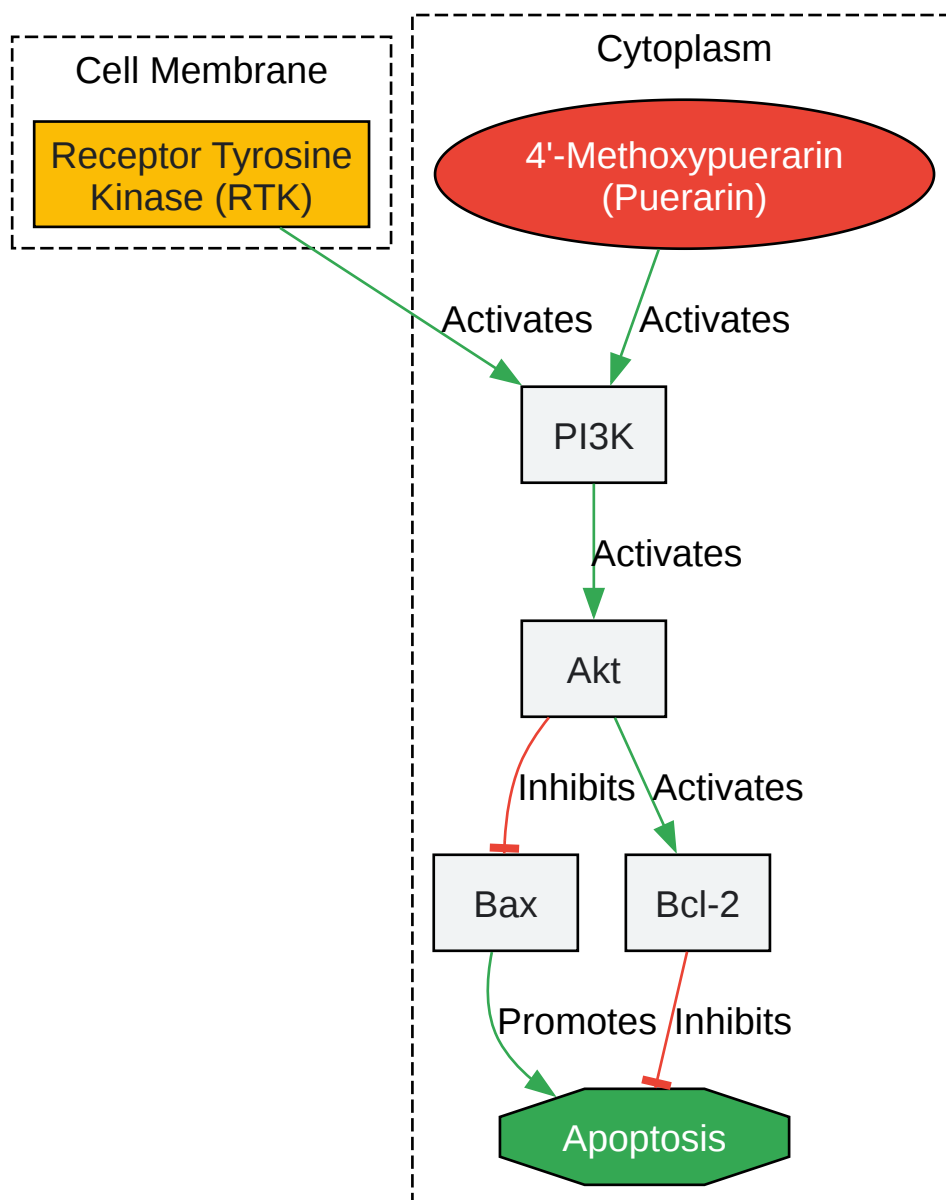 Cell Membrane
Receptor Tyrosine
Kinase (RTK)
Cytoplasm
4'-Methoxypuerarin
(Puerarin)
Activates
Activates
PI3K
Activates
Akt
Inhibits
Activates
Bax
Bcl-2
Promotes
Inhibits
Apoptosis